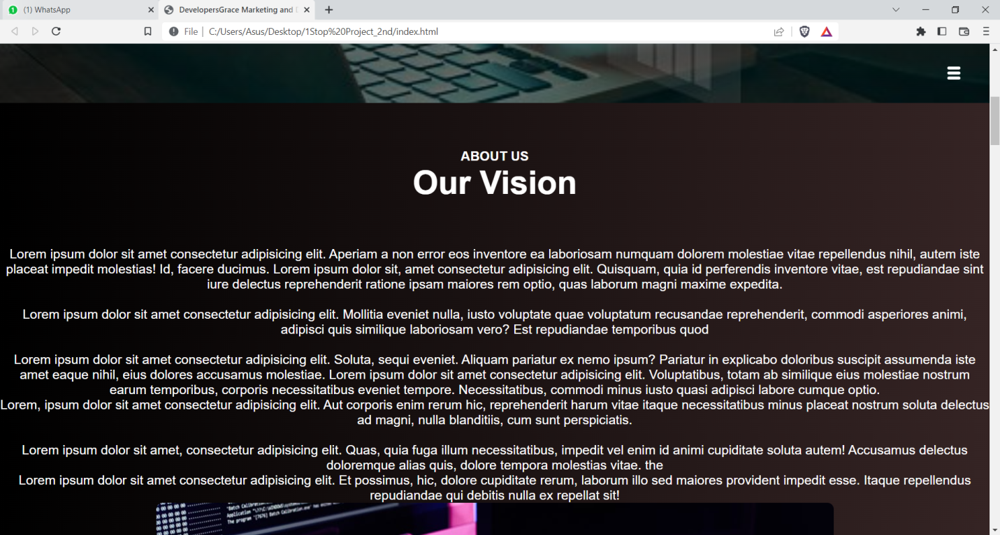 (1) WhatsApp
DevelopersGrace Marketing and D
File | C:/Users/Asus/Desktop/1Stop%20Project_2nd/index.html
ABOUT US
Our Vision
Lorem ipsum dolor sit amet consectetur adipisicing elit. Aperiam a non error eos inventore ea laboriosam numquam dolorem molestiae vitae repellendus nihil, autem iste
placeat impedit molestias! Id, facere ducimus. Lorem ipsum dolor sit, amet consectetur adipisicing elit. Quisquam, quia id perferendis inventore vitae, est repudiandae sint
iure delectus reprehenderit ratione ipsam maiores rem optio, quas laborum magni maxime expedita.
Lorem ipsum dolor sit amet consectetur adipisicing elit. Mollitia eveniet nulla, iusto voluptate quae voluptatum recusandae reprehenderit, commodi asperiores animi,
adipisci quis similique laboriosam vero? Est repudiandae temporibus quod
Lorem ipsum dolor sit amet consectetur adipisicing elit. Soluta, sequi eveniet. Aliquam pariatur ex nemo ipsum? Pariatur in explicabo doloribus suscipit assumenda iste
amet eaque nihil, eius dolores accusamus molestiae. Lorem ipsum dolor sit amet consectetur adipisicing elit. Voluptatibus, totam ab similique eius molestiae nostrum
earum temporibus, corporis necessitatibus eveniet tempore. Necessitatibus, commodi minus iusto quasi adipisci labore cumque optio.
Lorem, ipsum dolor sit amet consectetur adipisicing elit. Aut corporis enim rerum hic, reprehenderit harum vitae itaque necessitatibus minus placeat nostrum soluta delectus
ad magni, nulla blanditiis, cum sunt perspiciatis.
Lorem ipsum dolor sit amet, consectetur adipisicing elit. Quas, quia fuga illum necessitatibus, impedit vel enim id animi cupiditate soluta autem! Accusamus delectus
doloremque alias quis, dolore tempora molestias vitae. the
Lorem ipsum dolor sit amet consectetur adipisicing elit. Et possimus, hic, dolore cupiditate rerum, laborum illo sed maiores provident impedit esse. Itaque repellendus
repudiandae qui debitis nulla ex repellat sit!